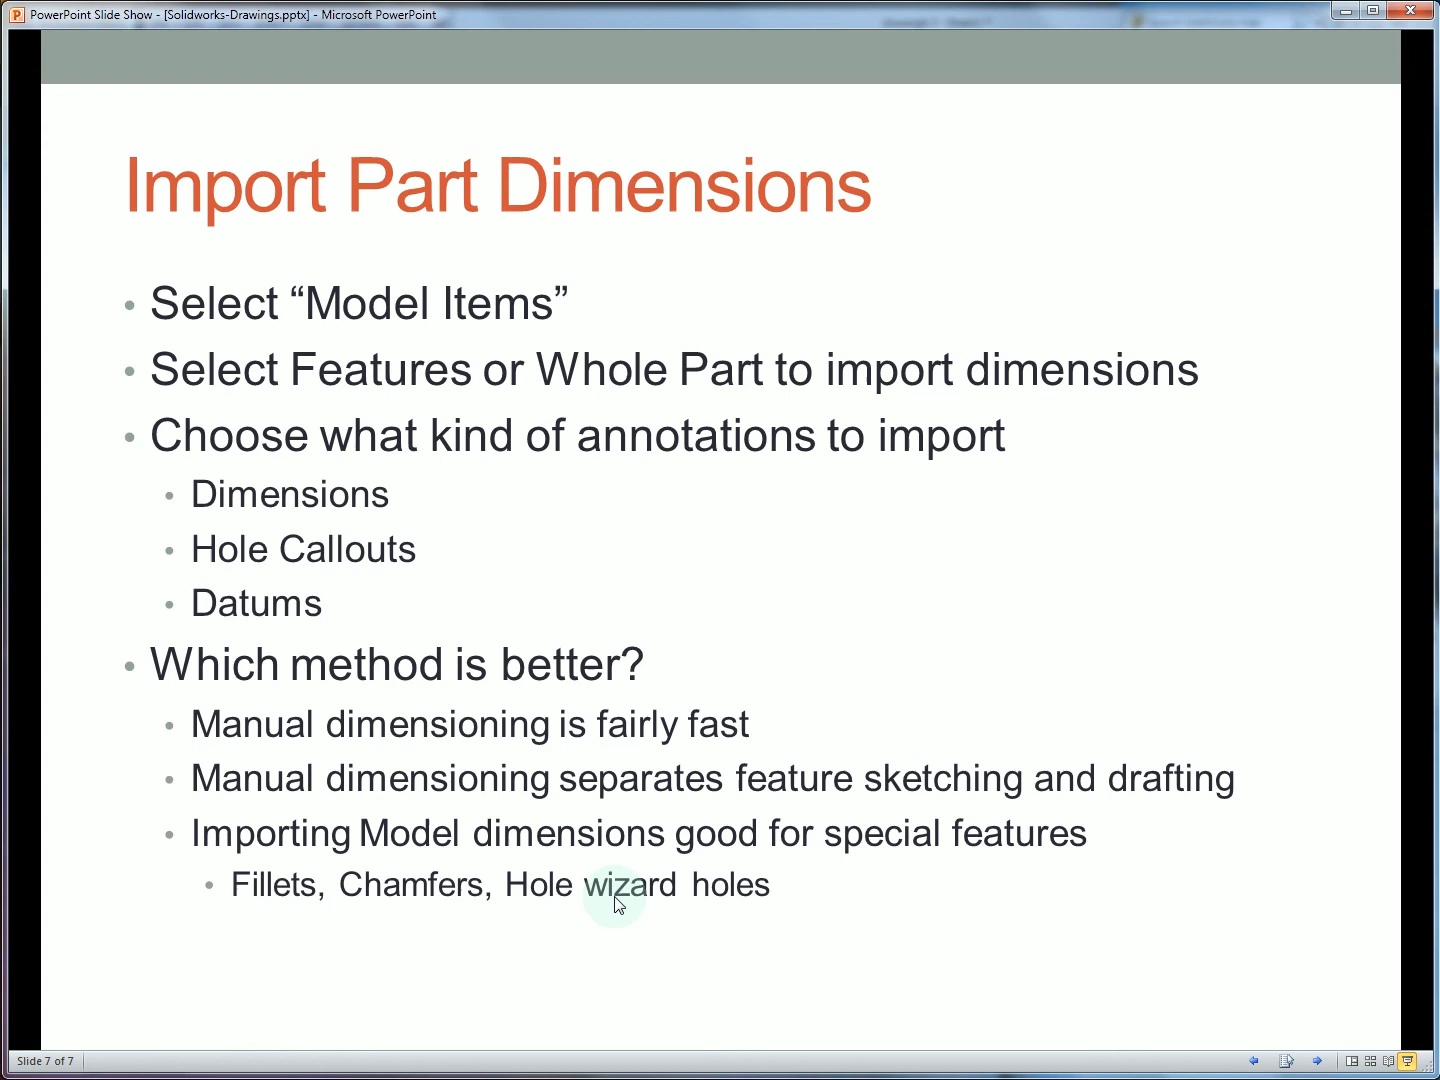 PowerPoint Slide Show - [Solidworks-Drawings.pptx] - Microsoft PowerPoint
Import Part Dimensions
• Select “Model Items”
• Select Features or Whole Part to import dimensions
• Choose what kind of annotations to import
• Dimensions
• Hole Callouts
• Datums
• Which method is better?
• Manual dimensioning is fairly fast
• Manual dimensioning separates feature sketching and drafting
• Importing Model dimensions good for special features
• Fillets, Chamfers, Hole wizard holes
Slide 7 of 7